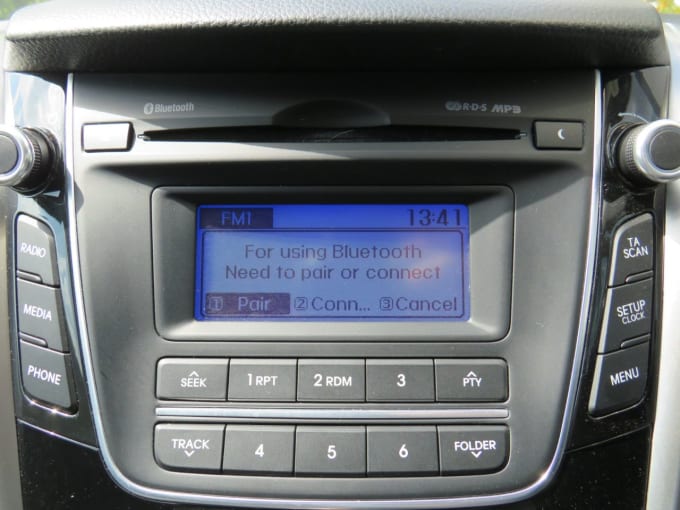 Bluetooth
R·D·S MP3
FM1 13:41
For using Bluetooth
Need to pair or connect
1 Pair 2 Conn... 3 Cancel
RADIO
MEDIA
PHONE
TA
SCAN
SETUP
CLOCK
MENU
SEEK 1 RPT 2 RDM 3 PTY
TRACK 4 5 6 FOLDER